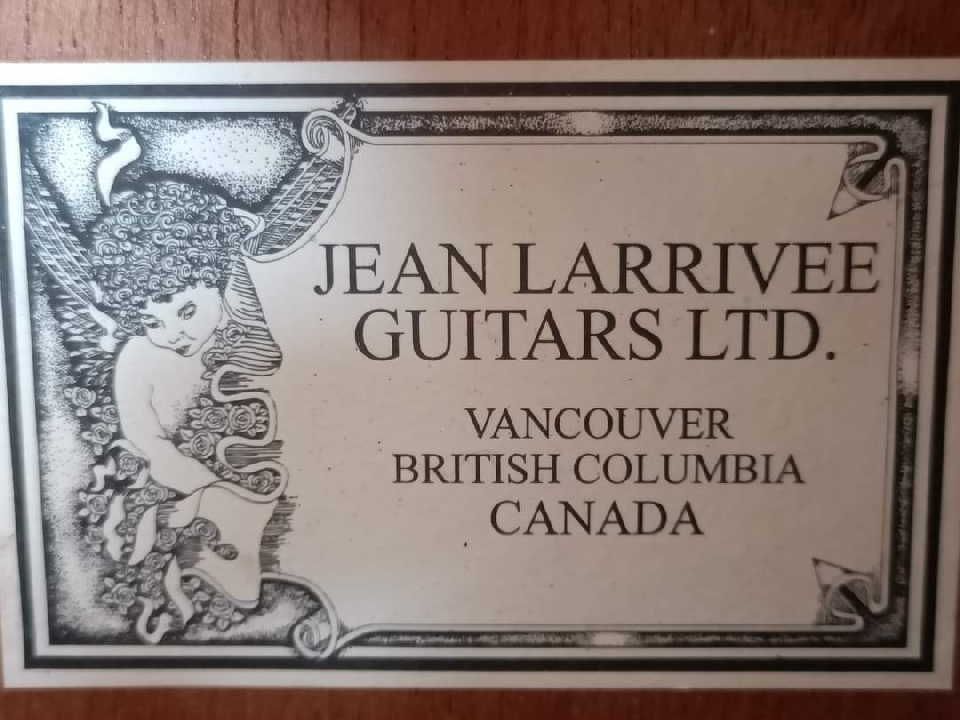 JEAN LARRIVEE
GUITARS LTD.
VANCOUVER
BRITISH COLUMBIA
CANADA